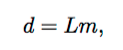 d = Lm,